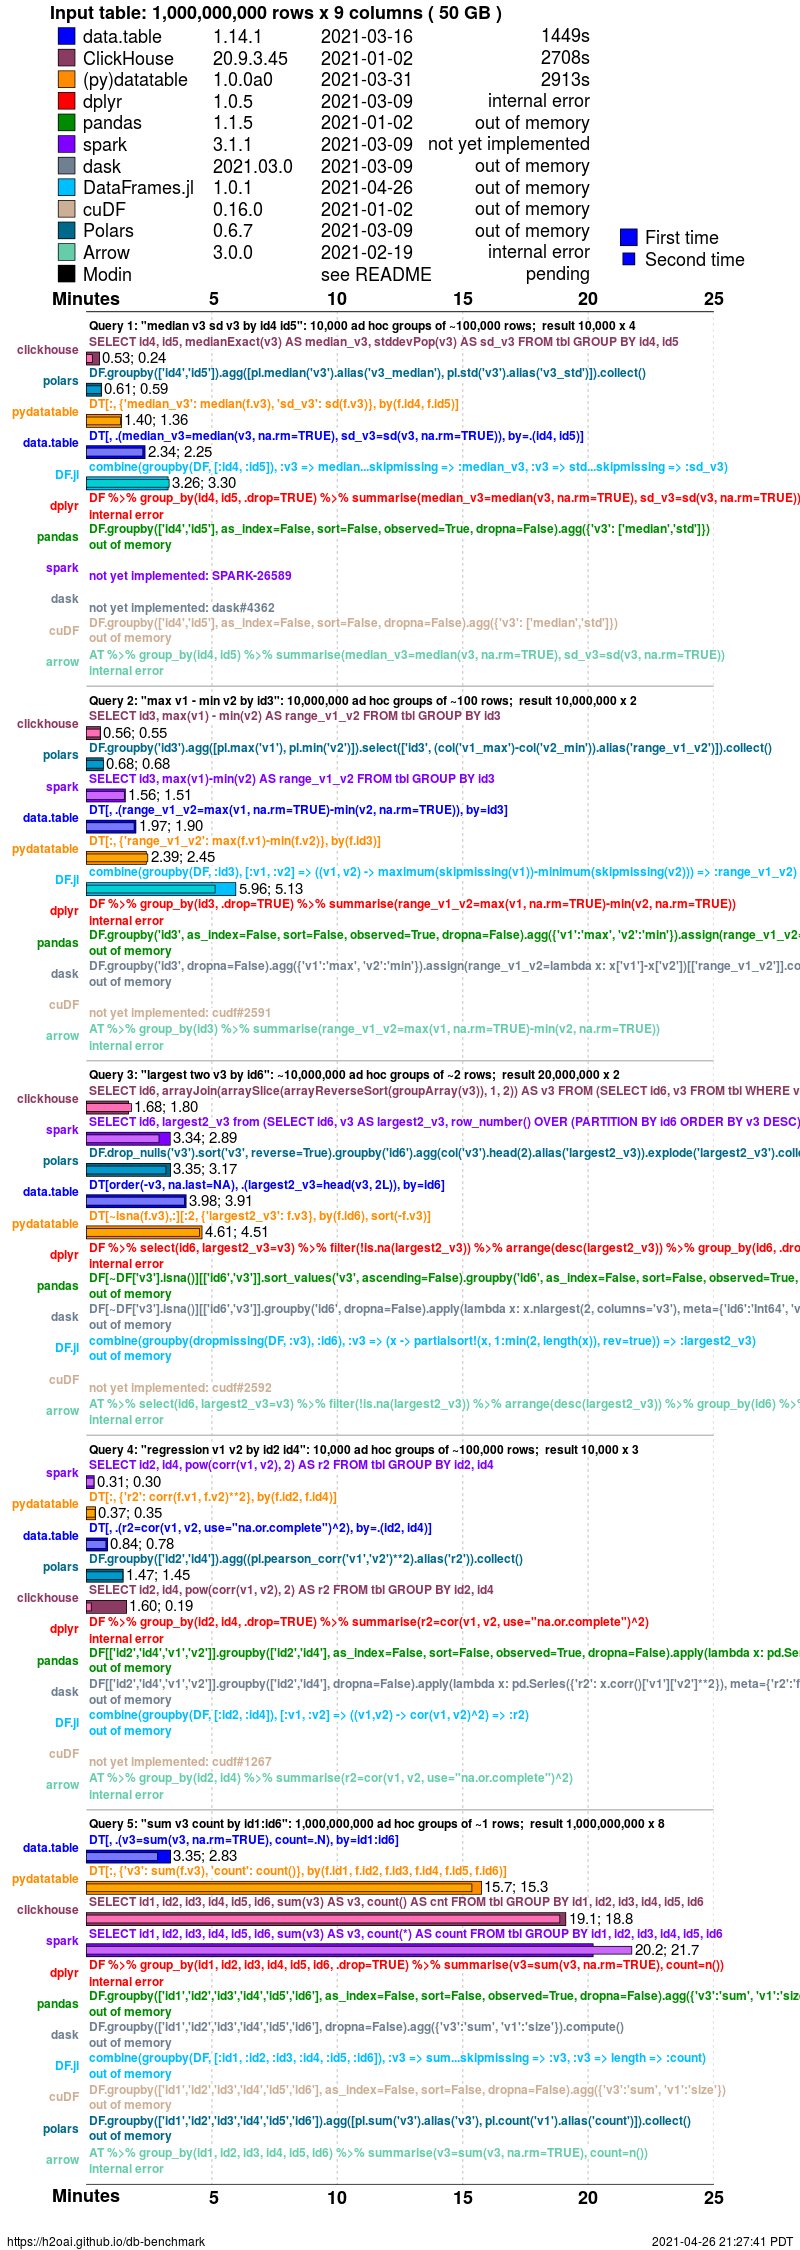 Input table: 1,000,000,000 rows x 9 columns ( 50 GB )
data.table 1.14.1 2021-03-16 1449s
ClickHouse 20.9.3.45 2021-01-02 2708s
(py)datatable 1.0.0a0 2021-03-31 2913s
dplyr 1.0.5 2021-03-09 internal error
pandas 1.1.5 2021-01-02 out of memory
spark 3.1.1 2021-03-09 not yet implemented
dask 2021.03.0 2021-03-09 out of memory
DataFrames.jl 1.0.1 2021-04-26 out of memory
cuDF 0.16.0 2021-01-02 out of memory
Polars 0.6.7 2021-03-09 out of memory
Arrow 3.0.0 2021-02-19 internal error
Modin see README pending
First time
Second time
Minutes 5 10 15 20 25
Query 1: "median v3 sd v3 by id4 id5": 10,000 ad hoc groups of ~100,000 rows; result 10,000 x 4
clickhouse SELECT id4, id5, medianExact(v3) AS median_v3, stddevPop(v3) AS sd_v3 FROM tbl GROUP BY id4, id5
0.53; 0.24
polars DF.groupby(['id4','id5']).agg([pl.median('v3').alias('v3_median'), pl.std('v3').alias('v3_std')]).collect()
0.61; 0.59
pydatatable DT[:, {'median_v3': median(f.v3), 'sd_v3': sd(f.v3)}, by(f.id4, f.id5)]
1.40; 1.36
data.table DT[, .(median_v3=median(v3, na.rm=TRUE), sd_v3=sd(v3, na.rm=TRUE)), by=.(id4, id5)]
2.34; 2.25
DF.jl combine(groupby(DF, [:id4, :id5]), :v3 => median...skipmissing => :median_v3, :v3 => std...skipmissing => :sd_v3)
3.26; 3.30
dplyr DF %>% group_by(id4, id5, .drop=TRUE) %>% summarise(median_v3=median(v3, na.rm=TRUE), sd_v3=sd(v3, na.rm=TRUE))
internal error
pandas DF.groupby(['id4','id5'], as_index=False, sort=False, observed=True, dropna=False).agg({'v3': ['median','std']})
out of memory
spark not yet implemented: SPARK-26589
dask not yet implemented: dask#4362
cuDF DF.groupby(['id4','id5'], as_index=False, sort=False, dropna=False).agg({'v3': ['median','std']})
out of memory
arrow AT %>% group_by(id4, id5) %>% summarise(median_v3=median(v3, na.rm=TRUE), sd_v3=sd(v3, na.rm=TRUE))
internal error
Query 2: "max v1 - min v2 by id3": 10,000,000 ad hoc groups of ~100 rows; result 10,000,000 x 2
clickhouse SELECT id3, max(v1) - min(v2) AS range_v1_v2 FROM tbl GROUP BY id3
0.56; 0.55
polars DF.groupby('id3').agg([pl.max('v1'), pl.min('v2')]).select(['id3', (col('v1_max')-col('v2_min')).alias('range_v1_v2')]).collect()
0.68; 0.68
spark SELECT id3, max(v1)-min(v2) AS range_v1_v2 FROM tbl GROUP BY id3
1.56; 1.51
data.table DT[, .(range_v1_v2=max(v1, na.rm=TRUE)-min(v2, na.rm=TRUE)), by=id3]
1.97; 1.90
pydatatable DT[:, {'range_v1_v2': max(f.v1)-min(f.v2)}, by(f.id3)]
2.39; 2.45
DF.jl combine(groupby(DF, :id3), [:v1, :v2] => ((v1, v2) -> maximum(skipmissing(v1))-minimum(skipmissing(v2))) => :range_v1_v2)
5.96; 5.13
dplyr DF %>% group_by(id3, .drop=TRUE) %>% summarise(range_v1_v2=max(v1, na.rm=TRUE)-min(v2, na.rm=TRUE))
internal error
pandas DF.groupby('id3', as_index=False, sort=False, observed=True, dropna=False).agg({'v1':'max', 'v2':'min'}).assign(range_v1_v2=
out of memory
dask DF.groupby('id3', dropna=False).agg({'v1':'max', 'v2':'min'}).assign(range_v1_v2=lambda x: x['v1']-x['v2'])[['range_v1_v2']].co
out of memory
cuDF not yet implemented: cudf#2591
arrow AT %>% group_by(id3) %>% summarise(range_v1_v2=max(v1, na.rm=TRUE)-min(v2, na.rm=TRUE))
internal error
Query 3: "largest two v3 by id6": ~10,000,000 ad hoc groups of ~2 rows; result 20,000,000 x 2
clickhouse SELECT id6, arrayJoin(arraySlice(arrayReverseSort(groupArray(v3)), 1, 2)) AS v3 FROM (SELECT id6, v3 FROM tbl WHERE v
1.68; 1.80
spark SELECT id6, largest2_v3 from (SELECT id6, v3 AS largest2_v3, row_number() OVER (PARTITION BY id6 ORDER BY v3 DESC)
3.34; 2.89
polars DF.drop_nulls('v3').sort('v3', reverse=True).groupby('id6').agg(col('v3').head(2).alias('largest2_v3')).explode('largest2_v3').colle
3.35; 3.17
data.table DT[order(-v3, na.last=NA), .(largest2_v3=head(v3, 2L)), by=id6]
3.98; 3.91
pydatatable DT[~isna(f.v3),:][:2, {'largest2_v3': f.v3}, by(f.id6), sort(-f.v3)]
4.61; 4.51
dplyr DF %>% select(id6, largest2_v3=v3) %>% filter(!is.na(largest2_v3)) %>% arrange(desc(largest2_v3)) %>% group_by(id6, .dro
internal error
pandas DF[~DF['v3'].isna()][['id6','v3']].sort_values('v3', ascending=False).groupby('id6', as_index=False, sort=False, observed=True,
out of memory
dask DF[~DF['v3'].isna()][['id6','v3']].groupby('id6', dropna=False).apply(lambda x: x.nlargest(2, columns='v3'), meta={'id6':'Int64', 'v
out of memory
DF.jl combine(groupby(dropmissing(DF, :v3), :id6), :v3 => (x -> partialsort!(x, 1:min(2, length(x)), rev=true)) => :largest2_v3)
out of memory
cuDF not yet implemented: cudf#2592
arrow AT %>% select(id6, largest2_v3=v3) %>% filter(!is.na(largest2_v3)) %>% arrange(desc(largest2_v3)) %>% group_by(id6) %>%
internal error
Query 4: "regression v1 v2 by id2 id4": 10,000 ad hoc groups of ~100,000 rows; result 10,000 x 3
spark SELECT id2, id4, pow(corr(v1, v2), 2) AS r2 FROM tbl GROUP BY id2, id4
0.31; 0.30
pydatatable DT[:, {'r2': corr(f.v1, f.v2)**2}, by(f.id2, f.id4)]
0.37; 0.35
data.table DT[, .(r2=cor(v1, v2, use="na.or.complete")^2), by=.(id2, id4)]
0.84; 0.78
polars DF.groupby(['id2','id4']).agg((pl.pearson_corr('v1','v2')**2).alias('r2')).collect()
1.47; 1.45
clickhouse SELECT id2, id4, pow(corr(v1, v2), 2) AS r2 FROM tbl GROUP BY id2, id4
1.60; 0.19
dplyr DF %>% group_by(id2, id4, .drop=TRUE) %>% summarise(r2=cor(v1, v2, use="na.or.complete")^2)
internal error
pandas DF[['id2','id4','v1','v2']].groupby(['id2','id4'], as_index=False, sort=False, observed=True, dropna=False).apply(lambda x: pd.Se
out of memory
dask DF[['id2','id4','v1','v2']].groupby(['id2','id4'], dropna=False).apply(lambda x: pd.Series({'r2': x.corr()['v1']['v2']**2}), meta={'r2':'f
out of memory
DF.jl combine(groupby(DF, [:id2, :id4]), [:v1, :v2] => ((v1,v2) -> cor(v1, v2)^2) => :r2)
out of memory
cuDF not yet implemented: cudf#1267
arrow AT %>% group_by(id2, id4) %>% summarise(r2=cor(v1, v2, use="na.or.complete")^2)
internal error
Query 5: "sum v3 count by id1:id6": 1,000,000,000 ad hoc groups of ~1 rows; result 1,000,000,000 x 8
data.table DT[, .(v3=sum(v3, na.rm=TRUE), count=.N), by=id1:id6]
3.35; 2.83
pydatatable DT[:, {'v3': sum(f.v3), 'count': count()}, by(f.id1, f.id2, f.id3, f.id4, f.id5, f.id6)]
15.7; 15.3
clickhouse SELECT id1, id2, id3, id4, id5, id6, sum(v3) AS v3, count() AS cnt FROM tbl GROUP BY id1, id2, id3, id4, id5, id6
19.1; 18.8
spark SELECT id1, id2, id3, id4, id5, id6, sum(v3) AS v3, count(*) AS count FROM tbl GROUP BY id1, id2, id3, id4, id5, id6
20.2; 21.7
dplyr DF %>% group_by(id1, id2, id3, id4, id5, id6, .drop=TRUE) %>% summarise(v3=sum(v3, na.rm=TRUE), count=n())
internal error
pandas DF.groupby(['id1','id2','id3','id4','id5','id6'], as_index=False, sort=False, observed=True, dropna=False).agg({'v3':'sum', 'v1':'size
out of memory
dask DF.groupby(['id1','id2','id3','id4','id5','id6'], dropna=False).agg({'v3':'sum', 'v1':'size'}).compute()
out of memory
DF.jl combine(groupby(DF, [:id1, :id2, :id3, :id4, :id5, :id6]), :v3 => sum...skipmissing => :v3, :v3 => length => :count)
out of memory
cuDF DF.groupby(['id1','id2','id3','id4','id5','id6'], as_index=False, sort=False, dropna=False).agg({'v3':'sum', 'v1':'size'})
out of memory
polars DF.groupby(['id1','id2','id3','id4','id5','id6']).agg([pl.sum('v3').alias('v3'), pl.count('v1').alias('count')]).collect()
out of memory
arrow AT %>% group_by(id1, id2, id3, id4, id5, id6) %>% summarise(v3=sum(v3, na.rm=TRUE), count=n())
internal error
Minutes 5 10 15 20 25
https://h2oai.github.io/db-benchmark 2021-04-26 21:27:41 PDT